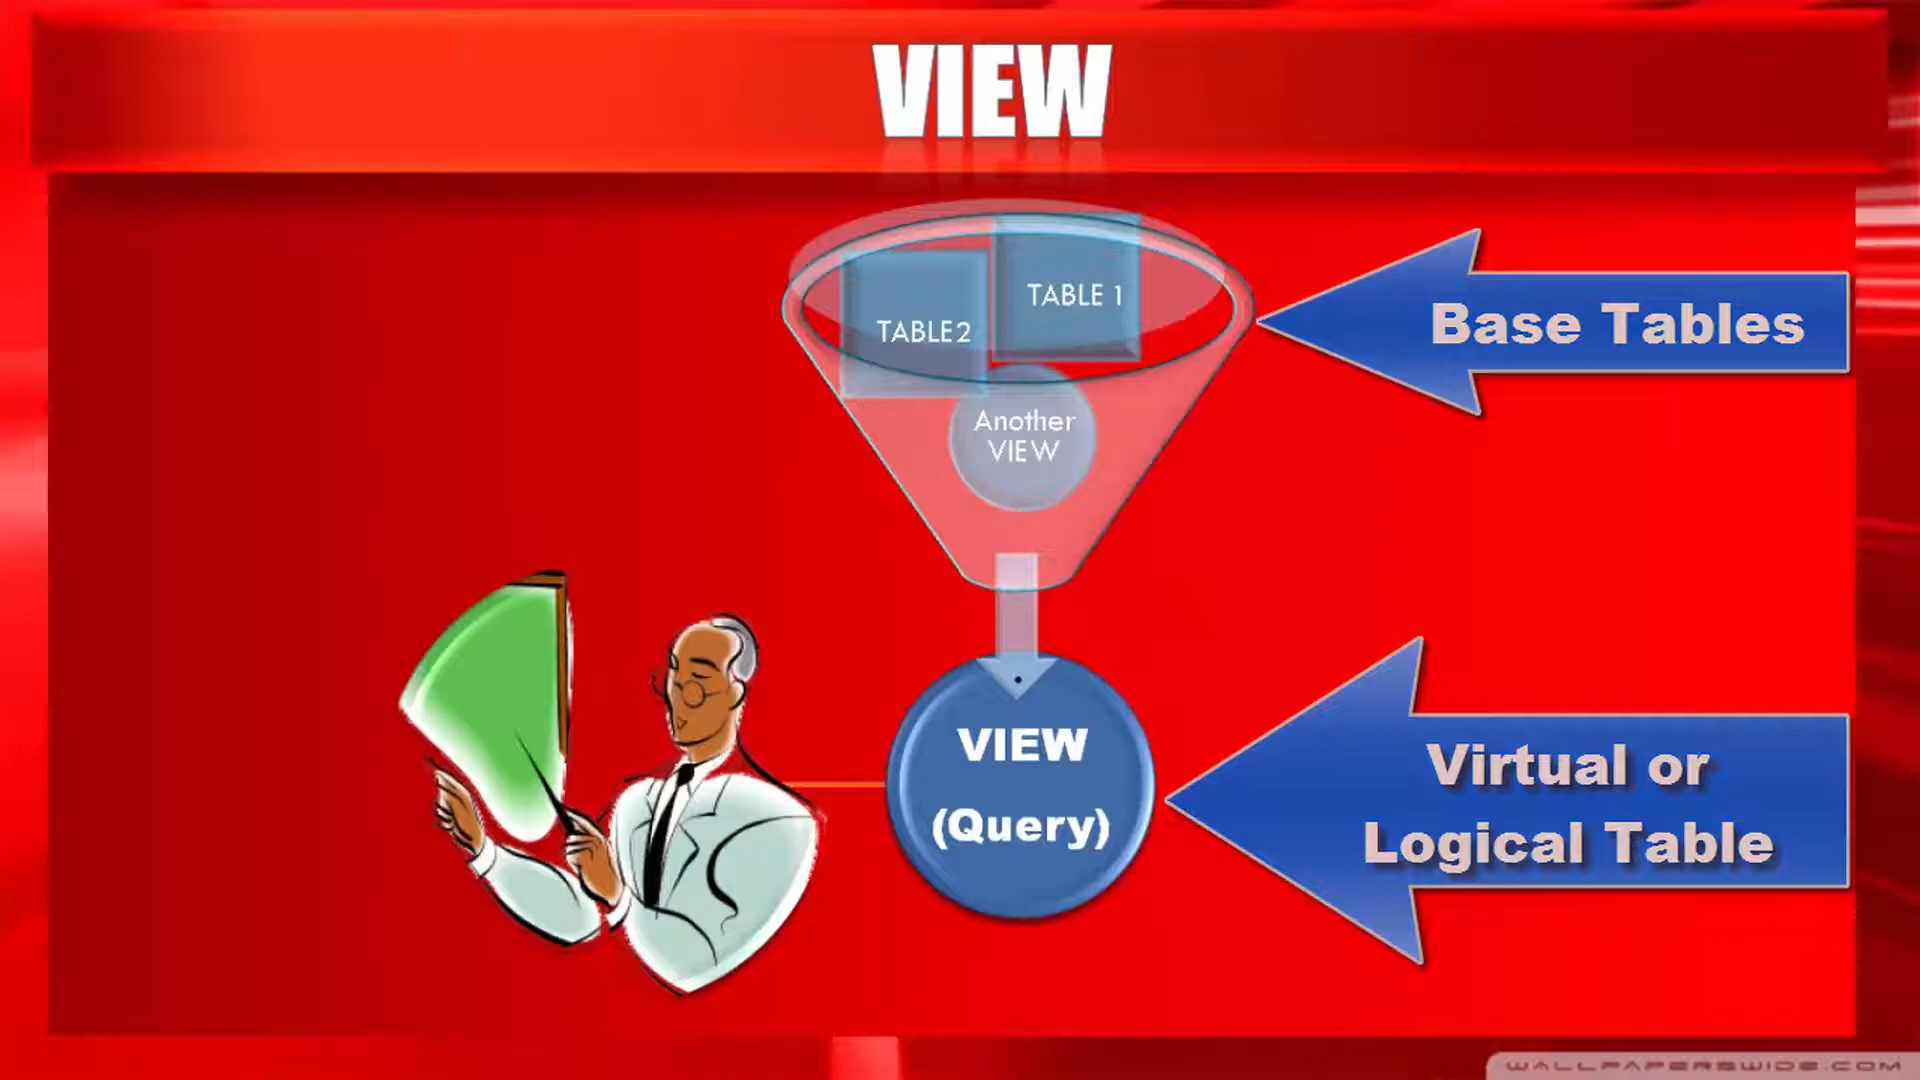 VIEW
TABLE 1
TABLE2
Base Tables
Another
VIEW
VIEW
(Query)
Virtual or
Logical Table
WALLPAPERSWIDE.COM